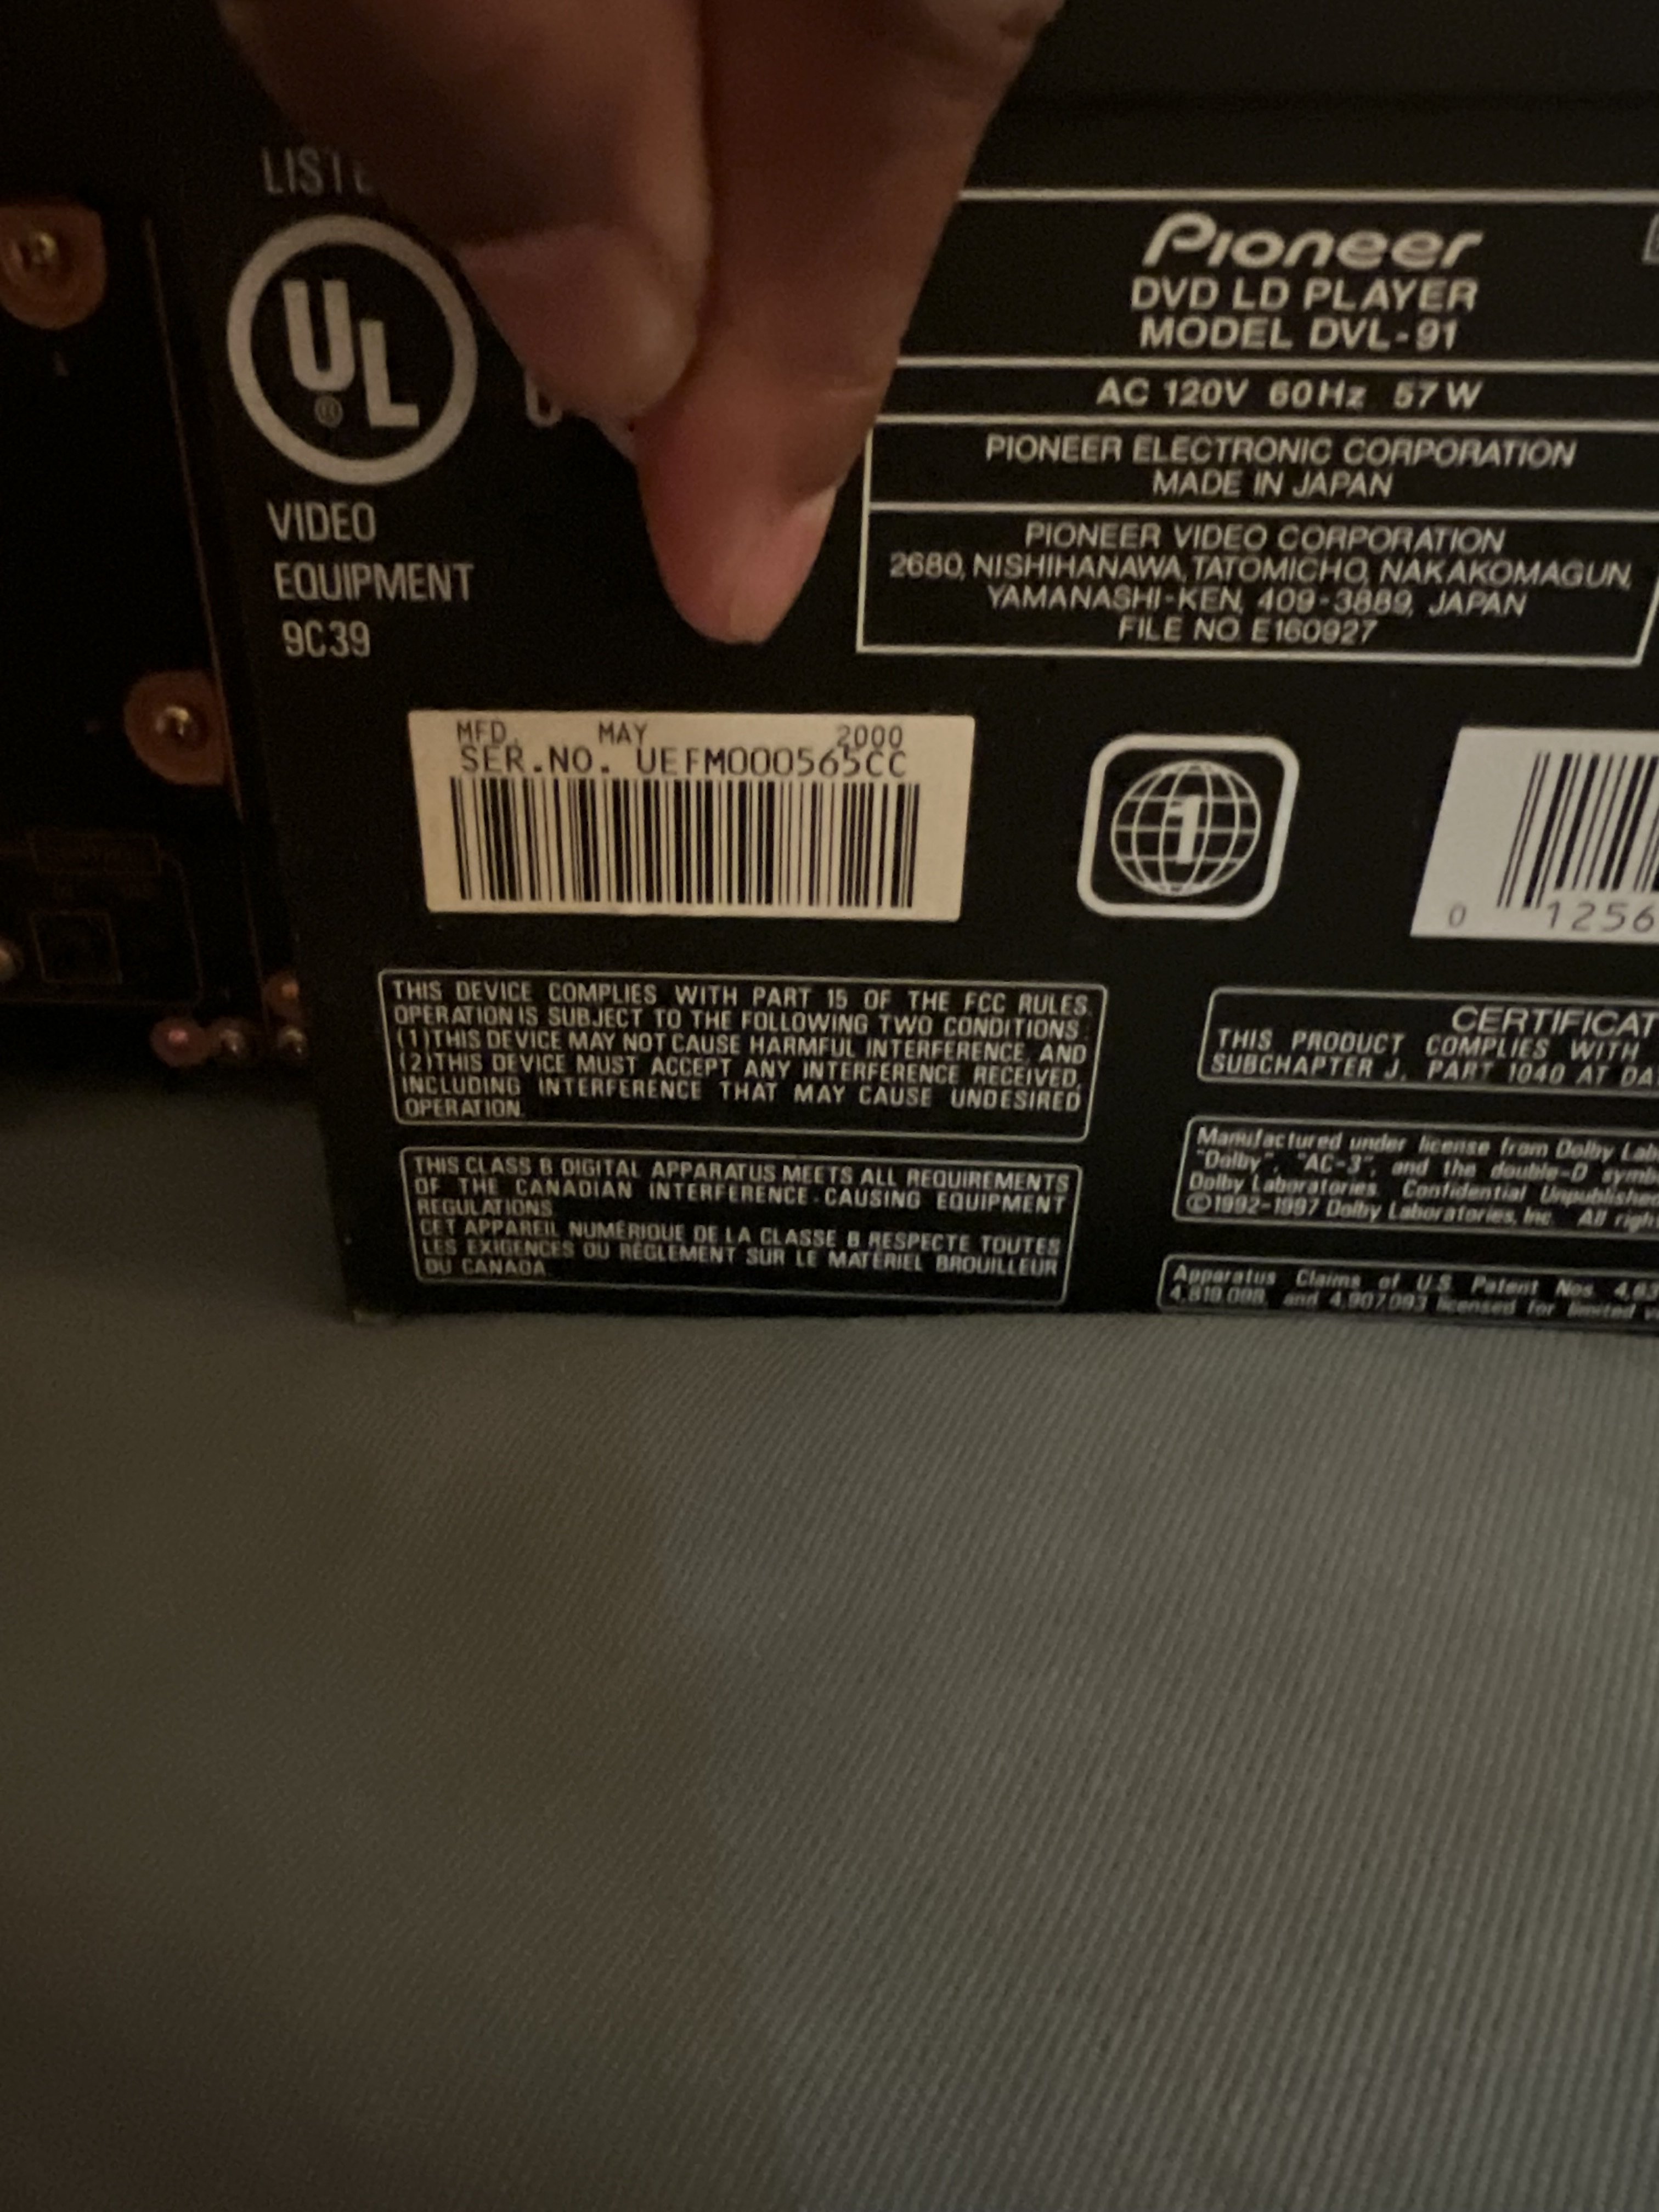 LISTE
UL
®
VIDEO
EQUIPMENT
9C39
Pioneer
DVD LD PLAYER
MODEL DVL-91
AC 120V 60Hz 57W
PIONEER ELECTRONIC CORPORATION
MADE IN JAPAN
PIONEER VIDEO CORPORATION
2680, NISHIHANAWA, TATOMICHO, NAKAKOMAGUN,
YAMANASHI-KEN, 409-3889, JAPAN
FILE NO. E160927
MFD. MAY 2000
SER.NO. UEFM000565CC
1
0 1256
THIS DEVICE COMPLIES WITH PART 15 OF THE FCC RULES.
OPERATION IS SUBJECT TO THE FOLLOWING TWO CONDITIONS:
(1)THIS DEVICE MAY NOT CAUSE HARMFUL INTERFERENCE, AND
(2)THIS DEVICE MUST ACCEPT ANY INTERFERENCE RECEIVED,
INCLUDING INTERFERENCE THAT MAY CAUSE UNDESIRED
OPERATION.
THIS CLASS B DIGITAL APPARATUS MEETS ALL REQUIREMENTS
OF THE CANADIAN INTERFERENCE-CAUSING EQUIPMENT
REGULATIONS.
CET APPAREIL NUMÉRIQUE DE LA CLASSE B RESPECTE TOUTES
LES EXIGENCES DU RÈGLEMENT SUR LE MATÉRIEL BROUILLEUR
DU CANADA.
CERTIFICAT
THIS PRODUCT COMPLIES WITH
SUBCHAPTER J, PART 1040 AT DA
Manufactured under license from Dolby Lab
"Dolby", "AC-3", and the double-D symb
Dolby Laboratories. Confidential Unpublishe
©1992-1997 Dolby Laboratories, Inc. All righ
Apparatus Claims of U.S. Patent Nos. 4,63
4,819,098, and 4,907,093 licensed for limited v